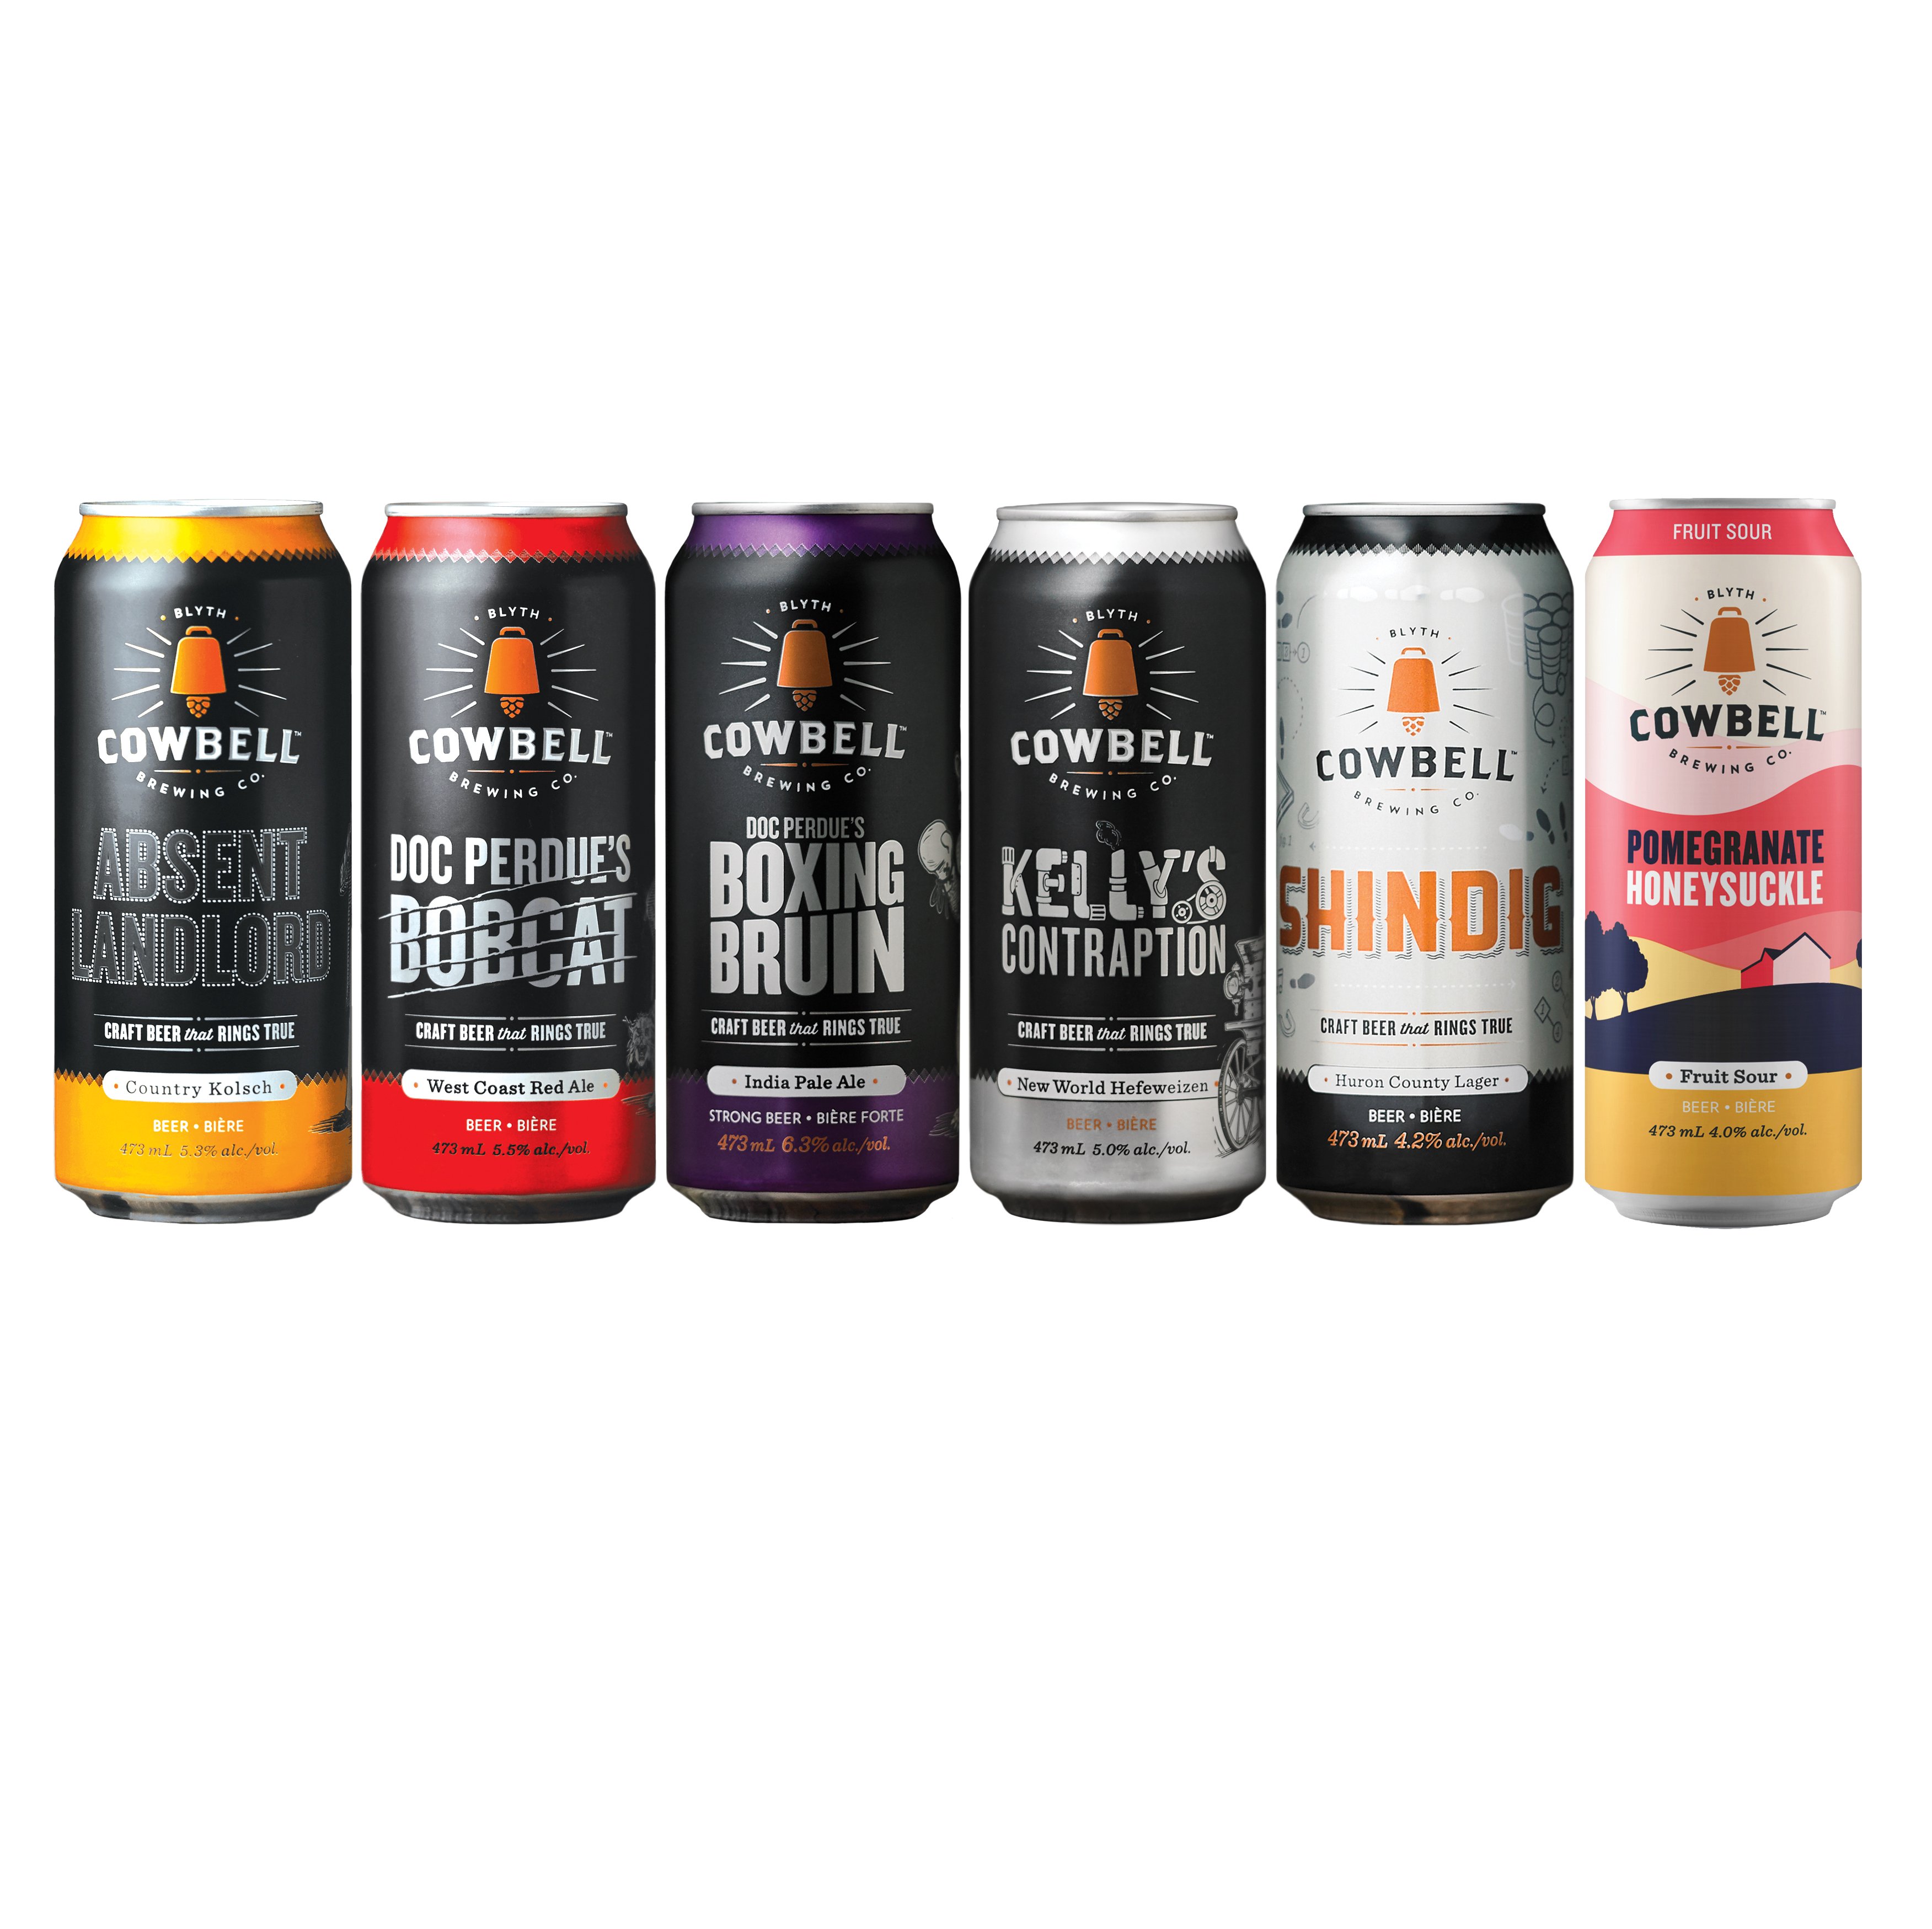 BLYTH
COWBELL™
BREWING CO.
ABSENT
LANDLORD
CRAFT BEER that RINGS TRUE
• Country Kolsch •
BEER • BIÈRE
473 mL 5.3% alc./vol.
BLYTH
COWBELL™
BREWING CO.
DOC PERDUE'S
BOBCAT
CRAFT BEER that RINGS TRUE
West Coast Red Ale •
BEER • BIÈRE
473 mL 5.5% alc./vol.
• BLYTH •
COWBELL™
BREWING CO.
DOC PERDUE'S
BOXING
BRUIN
CRAFT BEER that RINGS TRUE
• India Pale Ale •
STRONG BEER • BIÈRE FORTE
473 mL 6.3% alc./vol.
• BLYTH •
COWBELL™
BREWING CO.
KELLY'S
CONTRAPTION
CRAFT BEER that RINGS TRUE
• New World Hefeweizen •
BEER • BIÈRE
473 mL 5.0% alc./vol.
• BLYTH •
COWBELL™
BREWING CO.
SHINDIG
CRAFT BEER that RINGS TRUE
• Huron County Lager •
BEER • BIÈRE
473 mL 4.2% alc./vol.
FRUIT SOUR
• BLYTH •
COWBELL™
BREWING CO.
POMEGRANATE
HONEYSUCKLE
• Fruit Sour •
BEER • BIÈRE
473 mL 4.0% alc./vol.